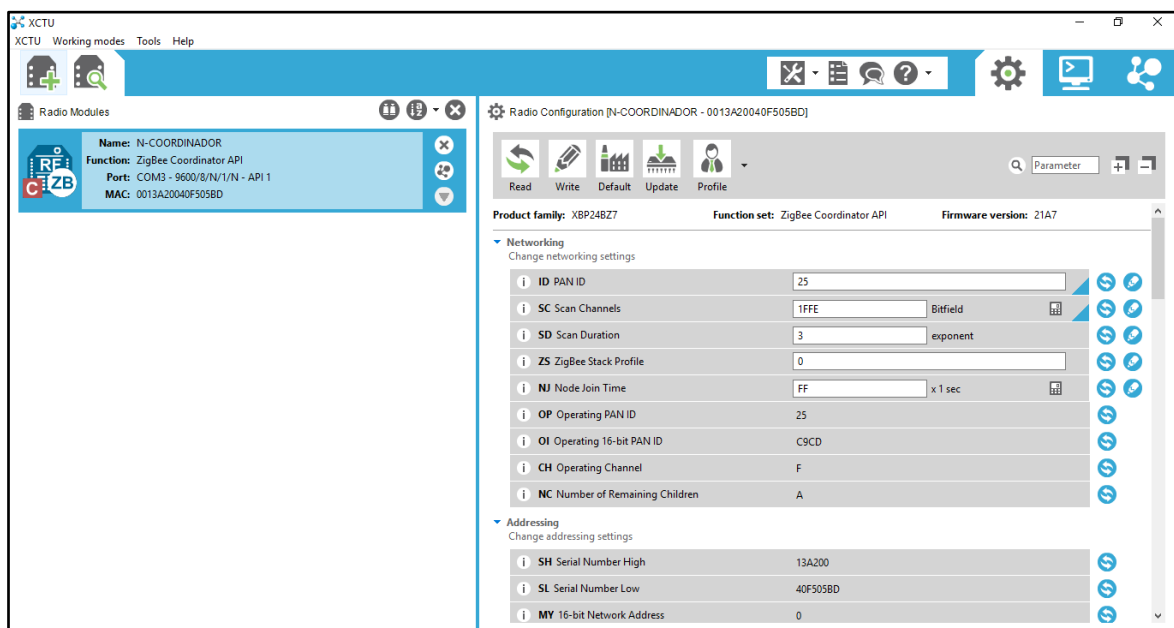 XCTU
XCTU Working modes Tools Help
Radio Modules
Name: N-COORDINADOR
Function: ZigBee Coordinator API
Port: COM3 - 9600/8/N/1/N - API 1
MAC: 0013A20040F505BD
RF
C ZB
Radio Configuration [N-COORDINADOR - 0013A20040F505BD]
Read Write Default Update Profile
Parameter
Product family: XBP24BZ7 Function set: ZigBee Coordinator API Firmware version: 21A7
Networking
Change networking settings
i ID PAN ID 25
i SC Scan Channels 1FFE Bitfield
i SD Scan Duration 3 exponent
i ZS ZigBee Stack Profile 0
i NJ Node Join Time FF x 1 sec
i OP Operating PAN ID 25
i OI Operating 16-bit PAN ID C9CD
i CH Operating Channel F
i NC Number of Remaining Children A
Addressing
Change addressing settings
i SH Serial Number High 13A200
i SL Serial Number Low 40F505BD
i MY 16-bit Network Address 0